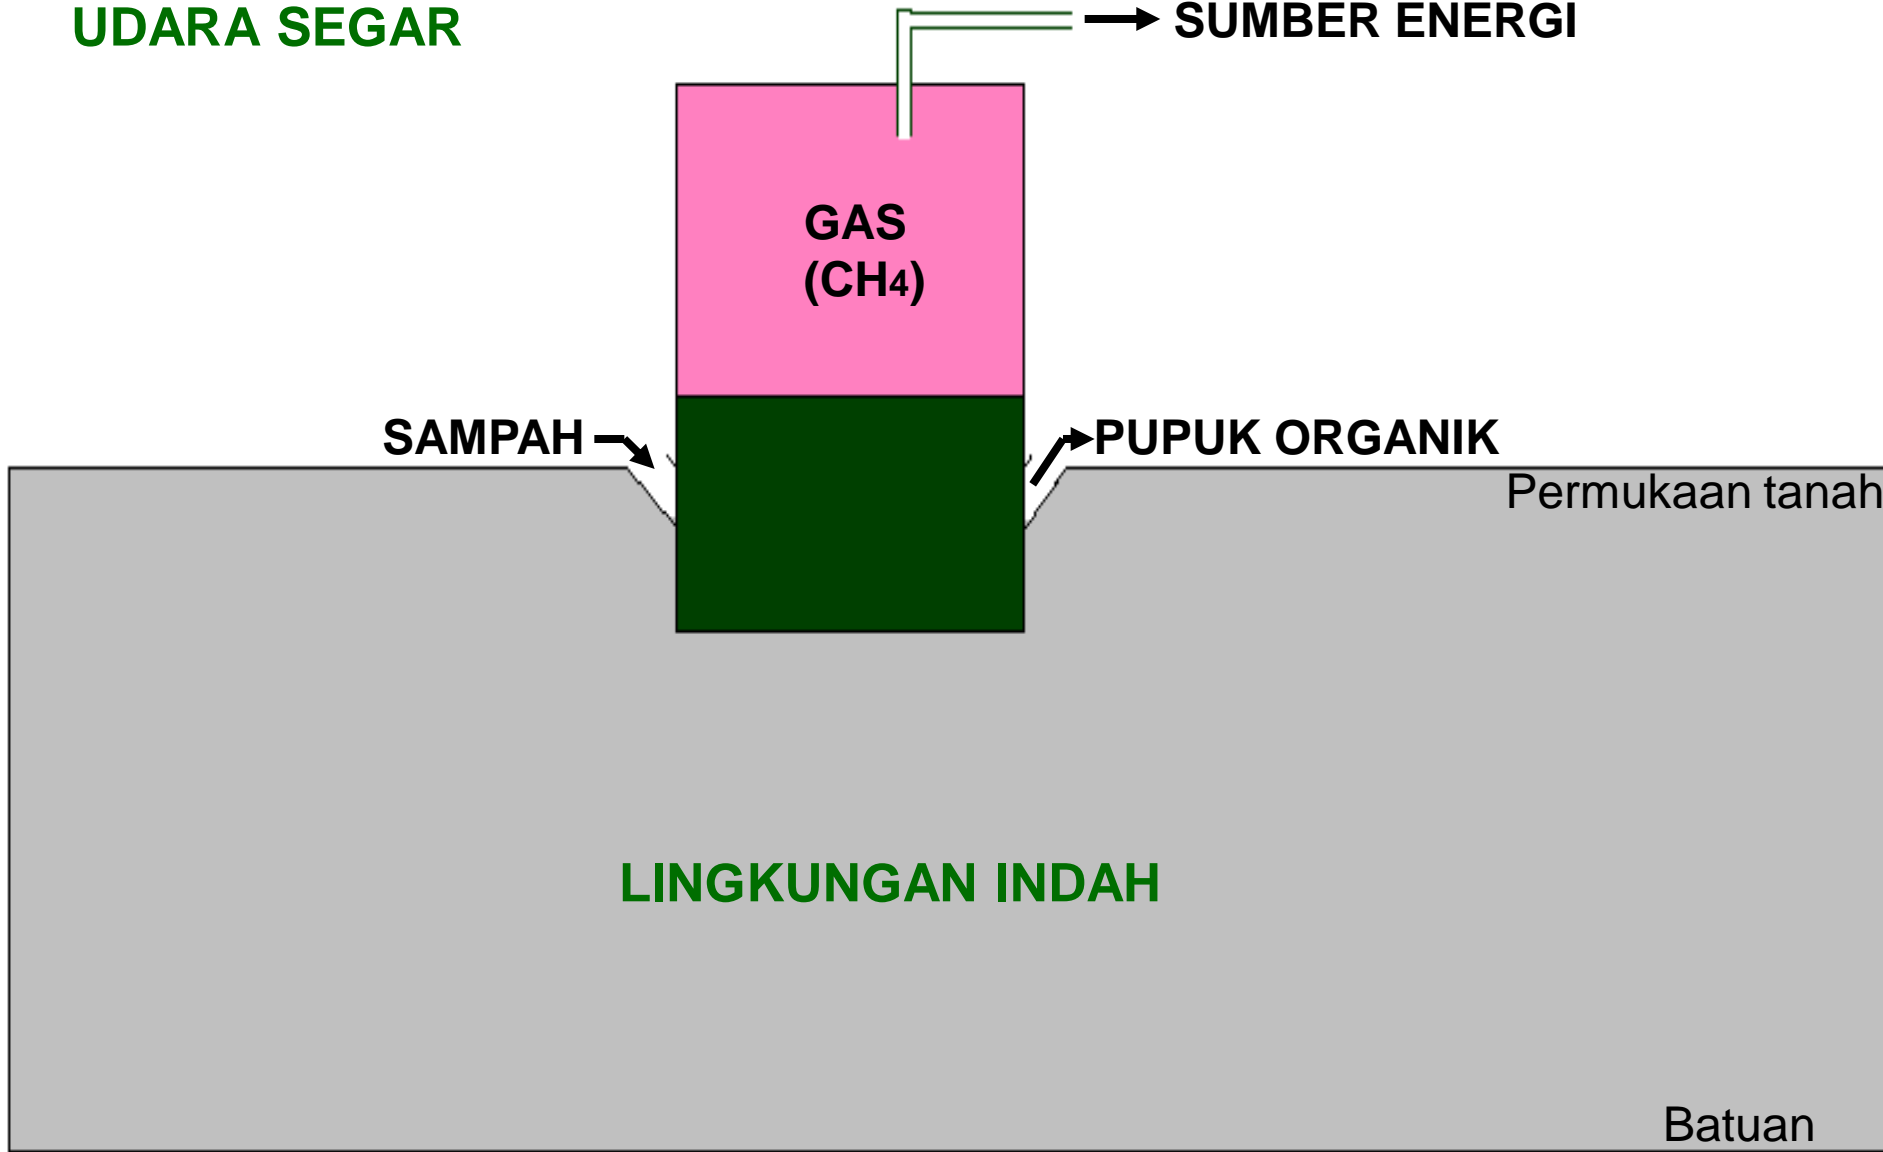 UDARA SEGAR
SUMBER ENERGI
GAS
(CH4)
SAMPAH
PUPUK ORGANIK
Permukaan tanah
LINGKUNGAN INDAH
Batuan